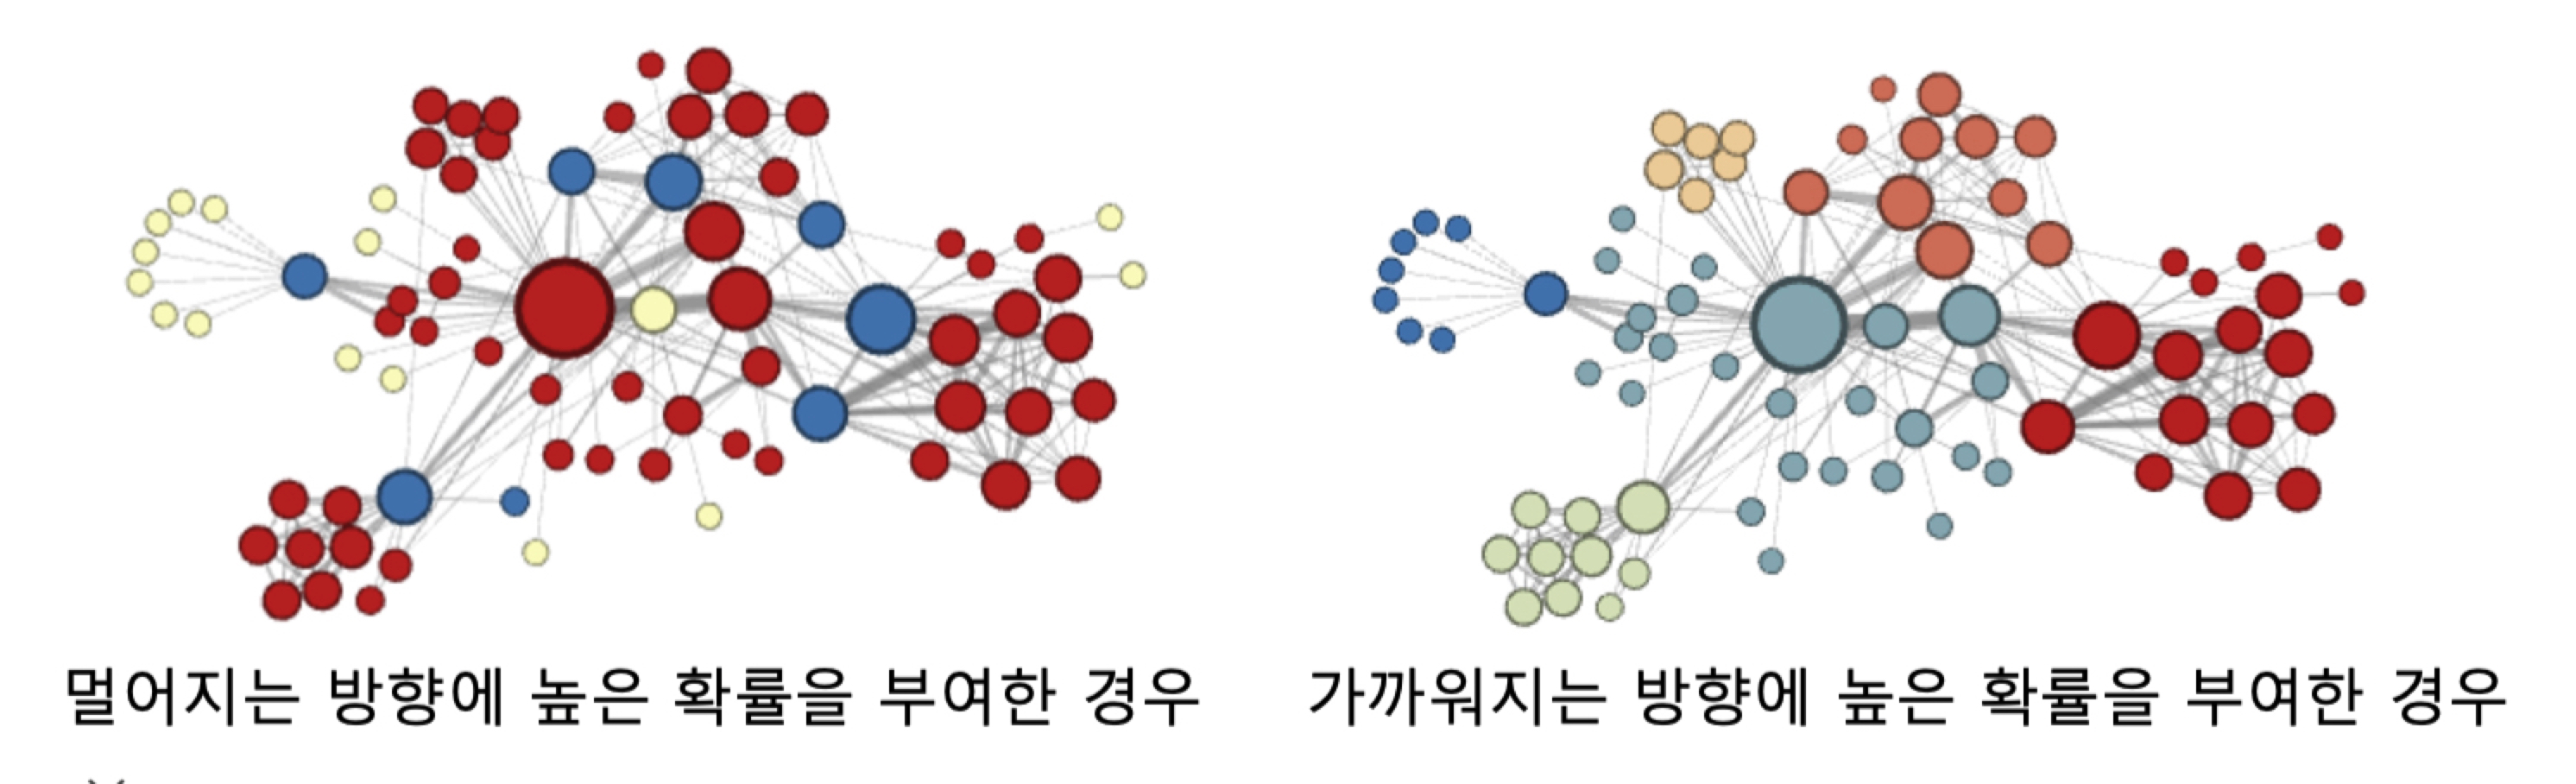 멀어지는 방향에 높은 확률을 부여한 경우
가까워지는 방향에 높은 확률을 부여한 경우